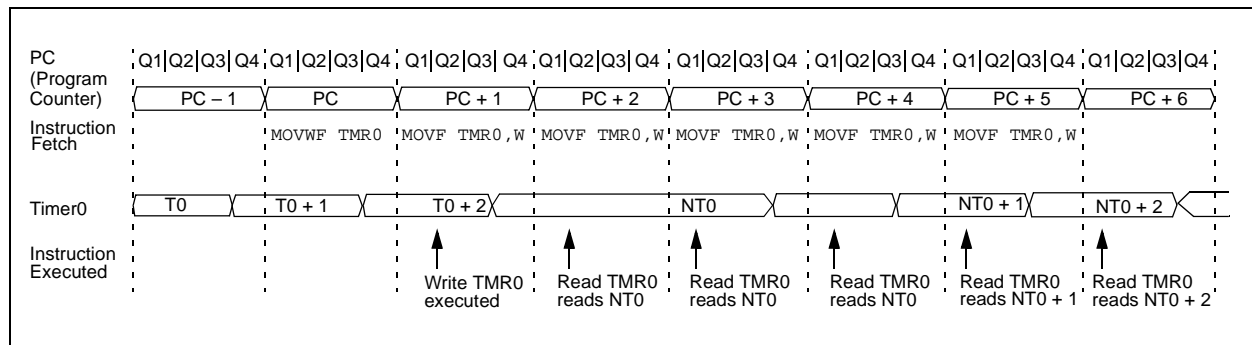 PC (Program Counter)
Q1 Q2 Q3 Q4 Q1 Q2 Q3 Q4 Q1 Q2 Q3 Q4 Q1 Q2 Q3 Q4 Q1 Q2 Q3 Q4 Q1 Q2 Q3 Q4 Q1 Q2 Q3 Q4 Q1 Q2 Q3 Q4
PC – 1 PC PC + 1 PC + 2 PC + 3 PC + 4 PC + 5 PC + 6
Instruction Fetch
MOVWF TMR0 MOVF TMR0,W MOVF TMR0,W MOVF TMR0,W MOVF TMR0,W MOVF TMR0,W
Timer0
T0 T0 + 1 T0 + 2 NT0 NT0 + 1 NT0 + 2
Instruction Executed
Write TMR0
executed
Read TMR0
reads NT0
Read TMR0
reads NT0
Read TMR0
reads NT0
Read TMR0
reads NT0 + 1
Read TMR0
reads NT0 + 2